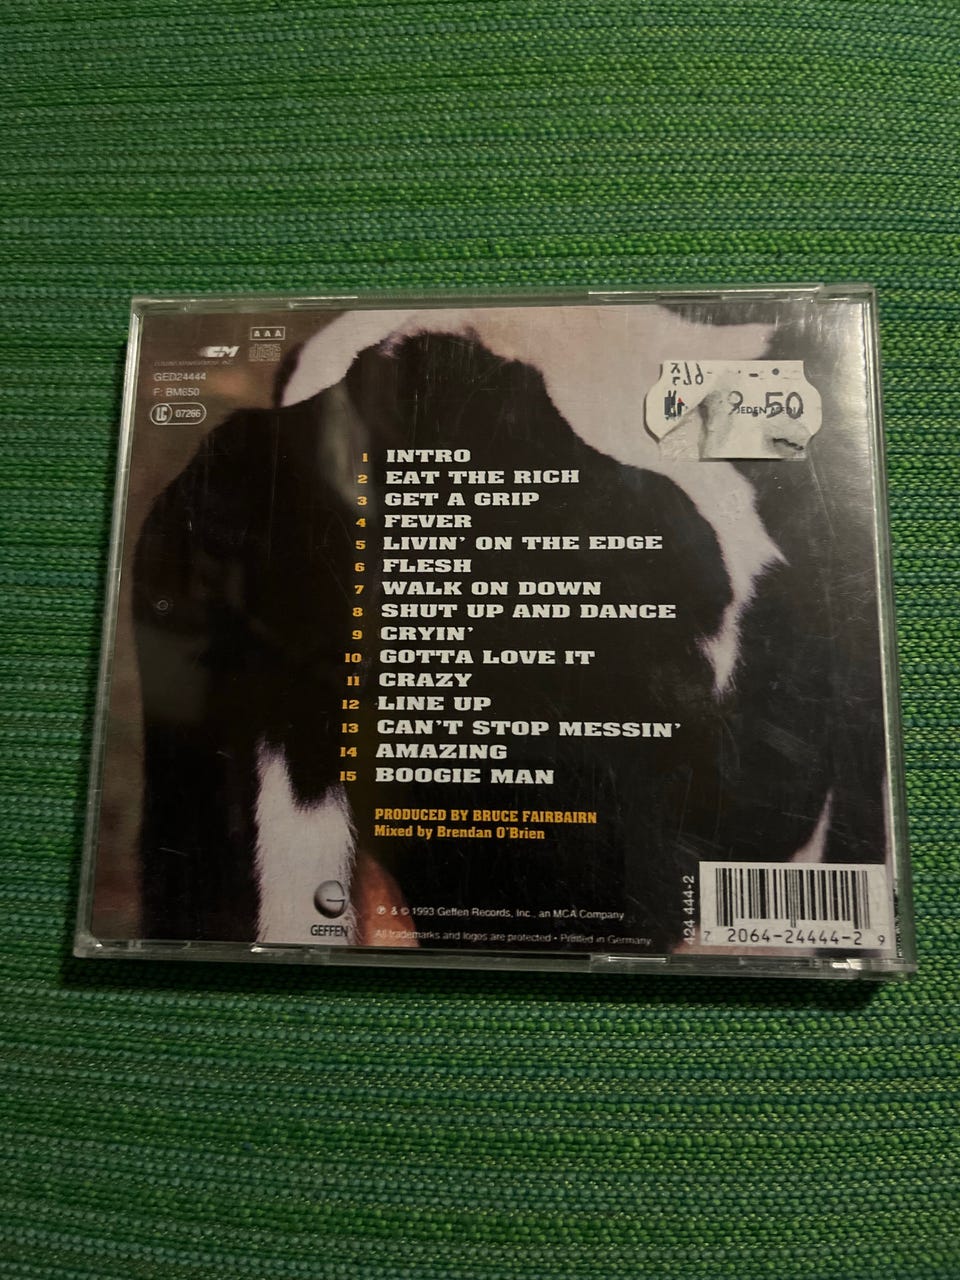 AAA
CM
GED24444
F: BM650
LC 07266
9.50
JEDEN
1 INTRO
2 EAT THE RICH
3 GET A GRIP
4 FEVER
5 LIVIN' ON THE EDGE
6 FLESH
7 WALK ON DOWN
8 SHUT UP AND DANCE
9 CRYIN'
10 GOTTA LOVE IT
11 CRAZY
12 LINE UP
13 CAN'T STOP MESSIN'
14 AMAZING
15 BOOGIE MAN
PRODUCED BY BRUCE FAIRBAIRN
Mixed by Brendan O'Brien
GEFFEN
℗ & © 1993 Geffen Records, Inc., an MCA Company
All trademarks and logos are protected • Printed in Germany
424 444-2
7 2064-24444-2 9